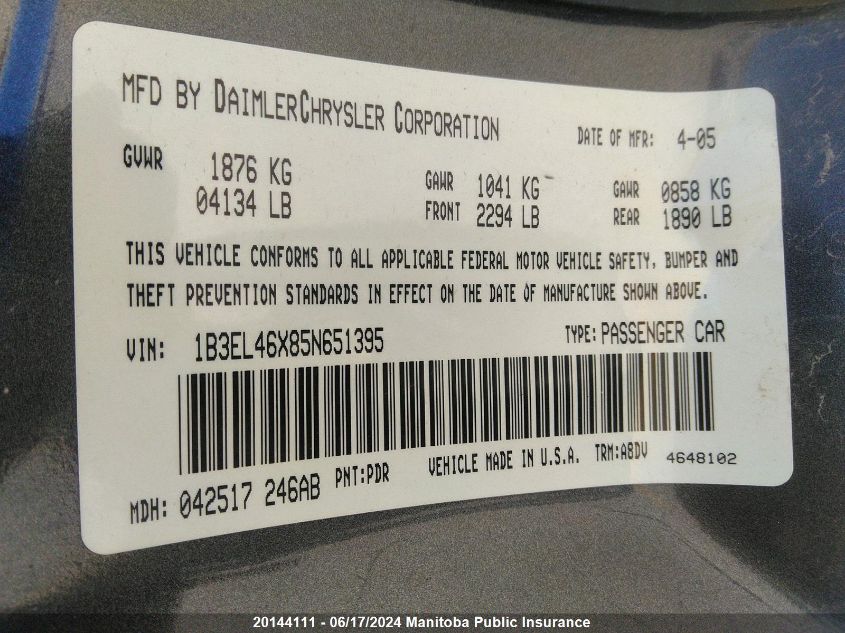 MFD BY DAIMLERCHRYSLER CORPORATION DATE OF MFR: 4-05
GVWR 1876 KG GAWR 1041 KG GAWR 0858 KG
04134 LB FRONT 2294 LB REAR 1890 LB
THIS VEHICLE CONFORMS TO ALL APPLICABLE FEDERAL MOTOR VEHICLE SAFETY, BUMPER AND
THEFT PREVENTION STANDARDS IN EFFECT ON THE DATE OF MANUFACTURE SHOWN ABOVE.
VIN: 1B3EL46X85N651395 TYPE: PASSENGER CAR
MDH: 042517 246AB PNT:PDR VEHICLE MADE IN U.S.A. TRM:A8DV 4648102
20144111 - 06/17/2024 Manitoba Public Insurance